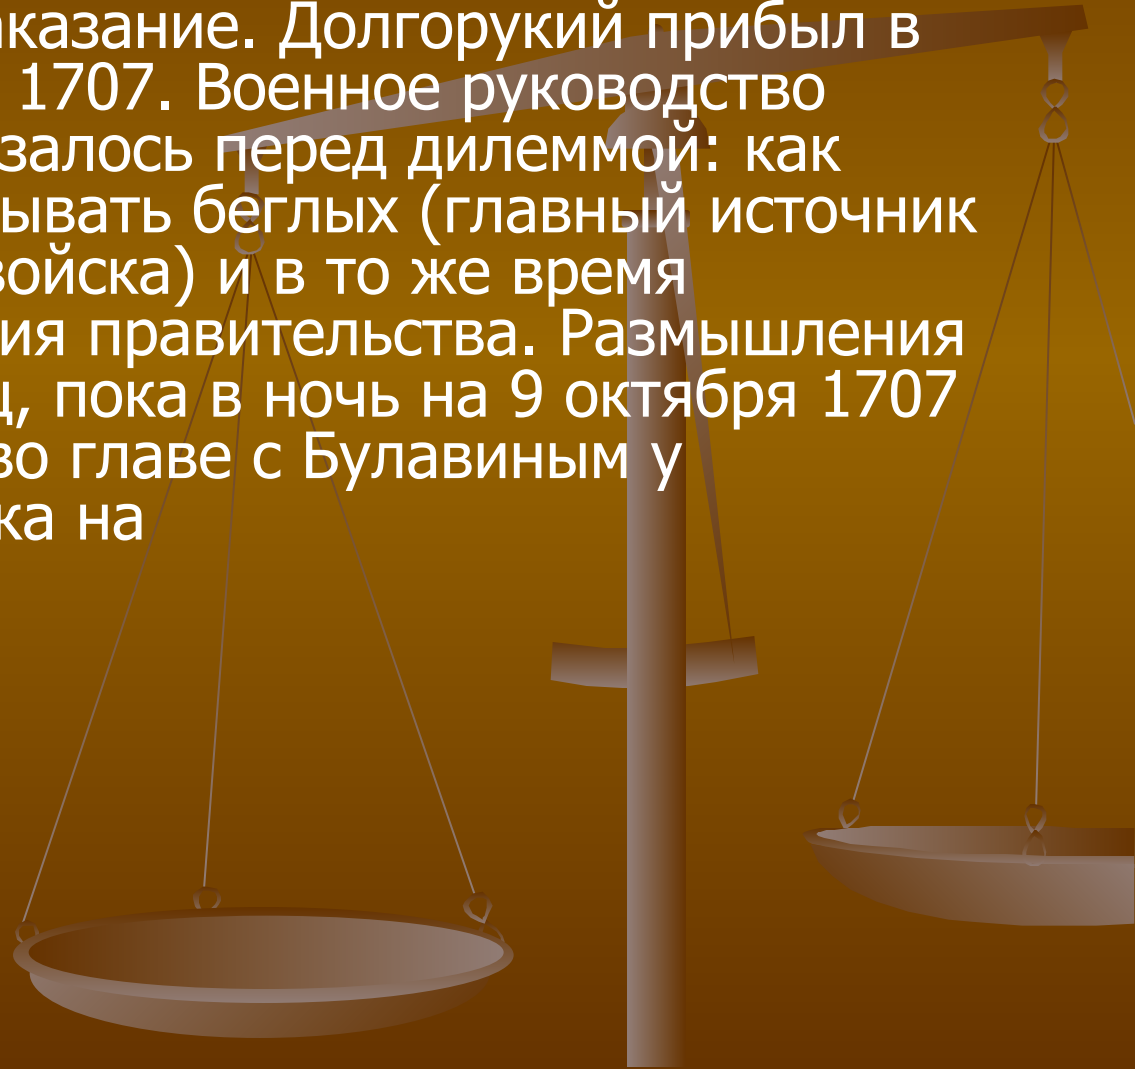 аказание. Долгорукий прибыл в
1707. Военное руководство
залось перед дилеммой: как
ывать беглых (главный источник
войска) и в то же время
ия правительства. Размышления
ц, пока в ночь на 9 октября 1707
во главе с Булавиным у
ка на